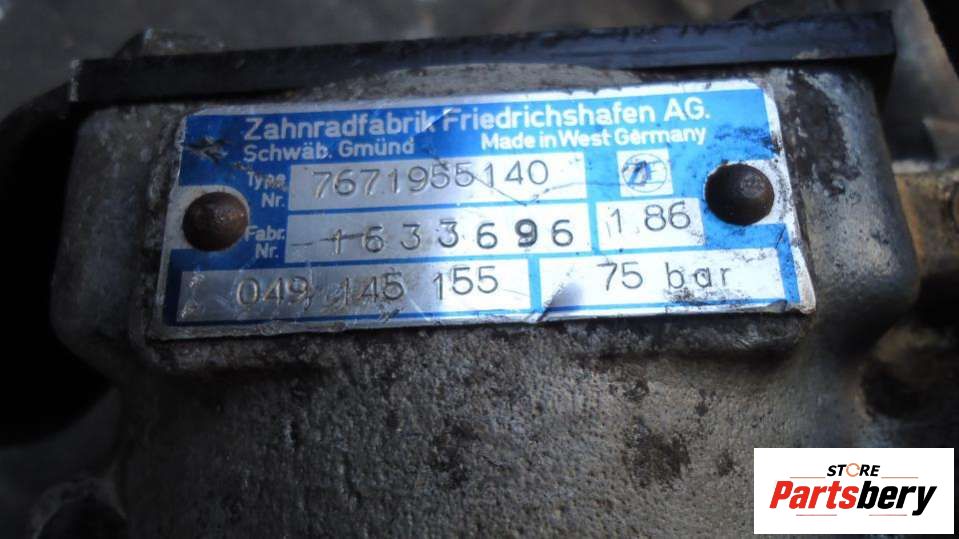 Zahnradfabrik Friedrichshafen AG.
Schwäb. Gmünd Made in West Germany
Type Nr. 7671955140 ZF
Fabr. Nr. 1633696 1.86
049 145 155 75 bar
STORE
Partsbery